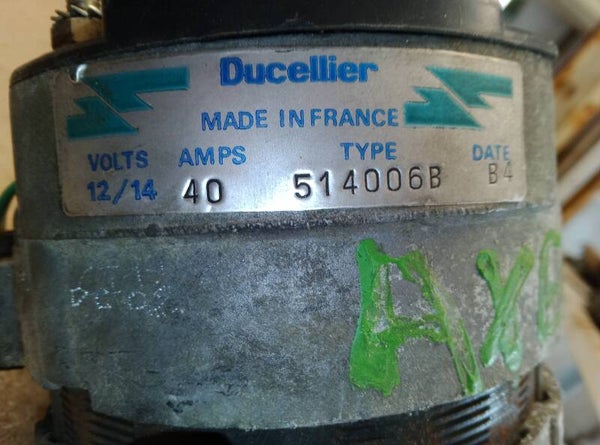 Ducellier
MADE IN FRANCE
VOLTS AMPS TYPE DATE
12/14 40 514006B B4